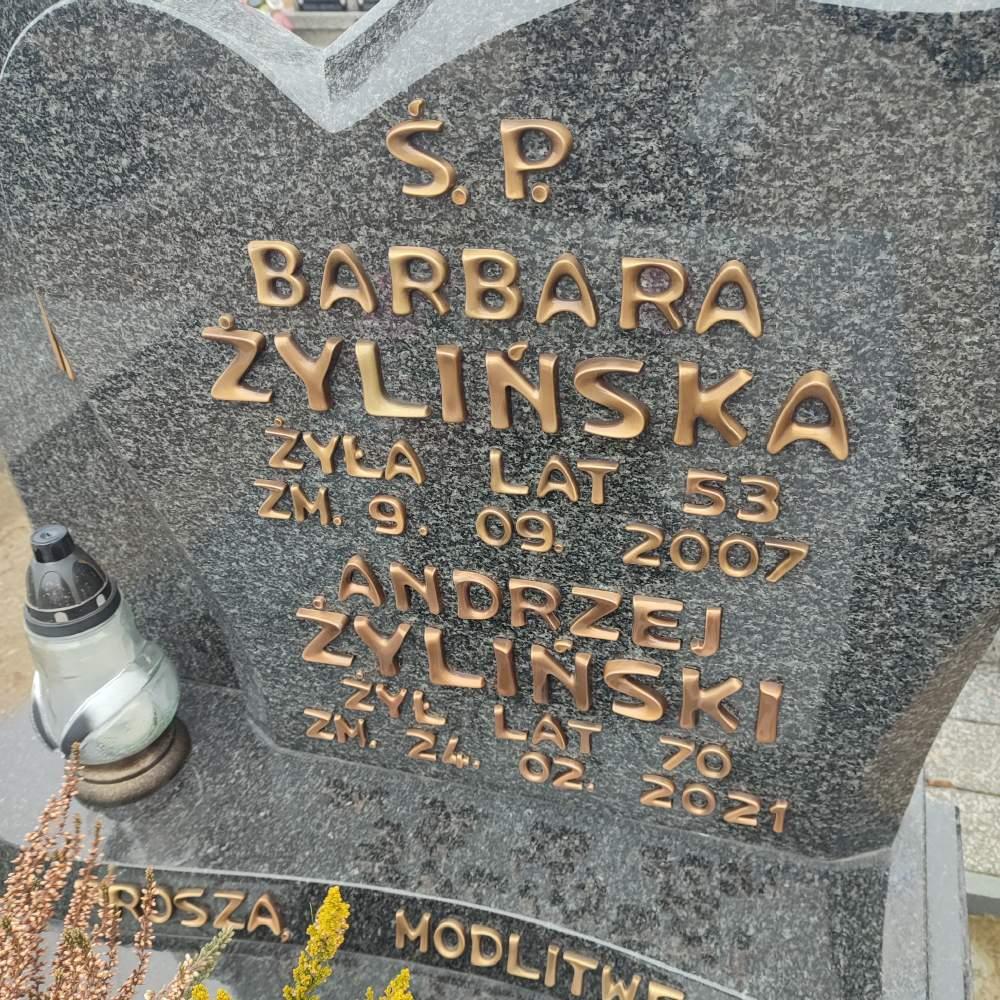 Ś.P.
BARBARA
ŻYLIŃSKA
ŻYŁA LAT 53
ZM. 9. 09. 2007
ANDRZEJ
ŻYLIŃSKI
ŻYŁ LAT 70
ZM. 24. 02. 2021
MODLITWĘ